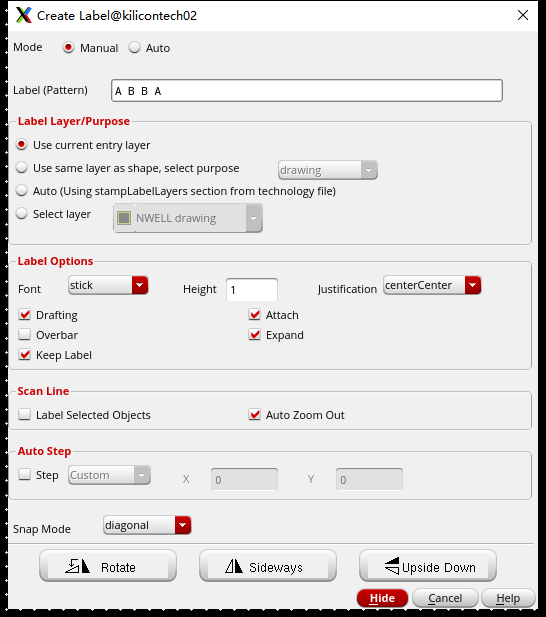 Create Label@kilicontech02
Mode Manual Auto
Label (Pattern) A B B A
Label Layer/Purpose
Use current entry layer
Use same layer as shape, select purpose drawing
Auto (Using stampLabelLayers section from technology file)
Select layer NWELL drawing
Label Options
Font stick Height 1 Justification centerCenter
Drafting Attach
Overbar Expand
Keep Label
Scan Line
Label Selected Objects Auto Zoom Out
Auto Step
Step Custom X 0 Y 0
Snap Mode diagonal
Rotate Sideways Upside Down
Hide Cancel Help